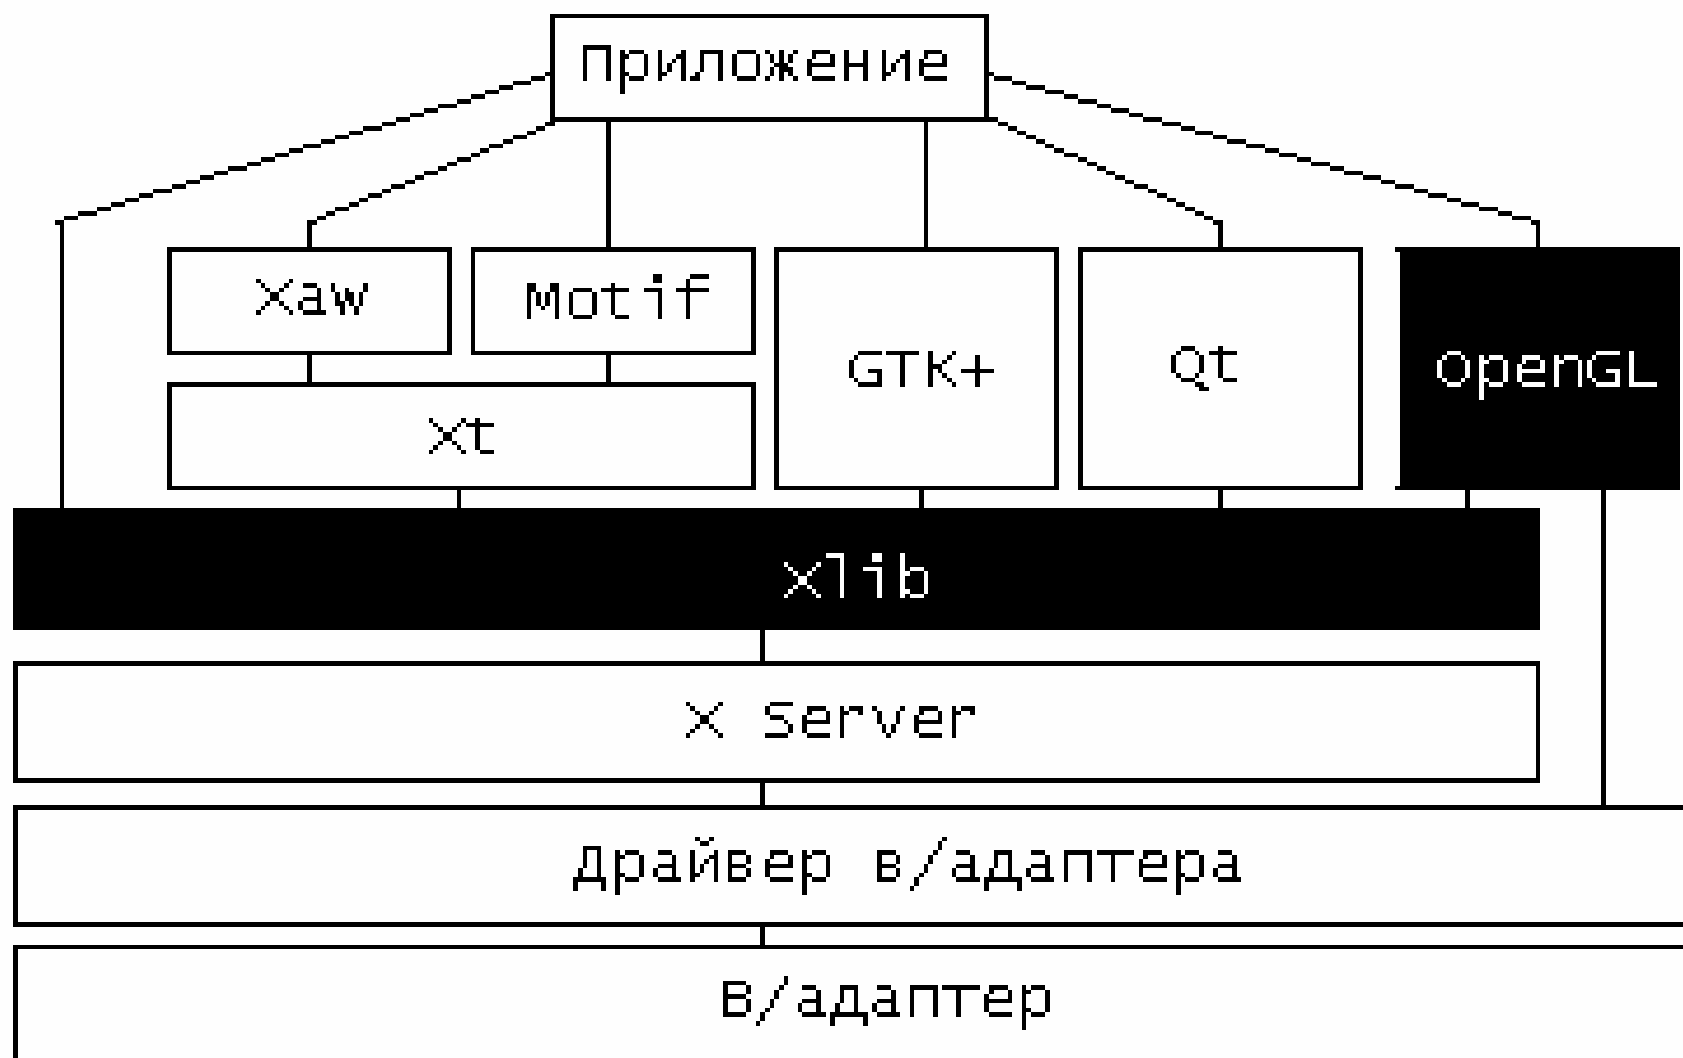 Приложение
Xaw
Motif
GTK+
Qt
OpenGL
Xt
Xlib
X Server
Драйвер в/адаптера
В/адаптер